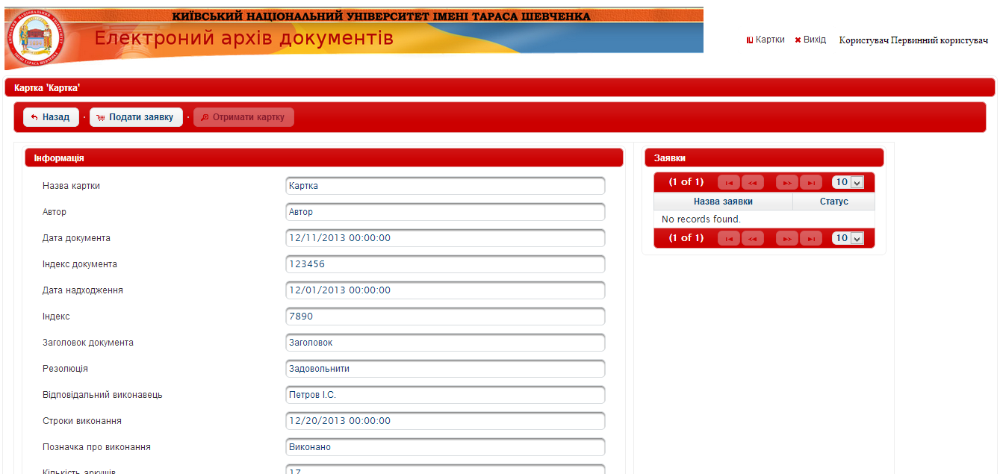 КИЇВСЬКИЙ НАЦІОНАЛЬНИЙ УНІВЕРСИТЕТ ІМЕНІ ТАРАСА ШЕВЧЕНКА
Електроний архів документів
Картки Вихід Користувач Первинний користувач
Картка 'Картка'
Назад · Подати заявку · Отримати картку
Інформація
Назва картки Картка
Автор Автор
Дата документа 12/11/2013 00:00:00
Індекс документа 123456
Дата надходження 12/01/2013 00:00:00
Індекс 7890
Заголовок документа Заголовок
Резолюція Задовольнити
Відповідальний виконавець Петров І.С.
Строки виконання 12/20/2013 00:00:00
Позначка про виконання Виконано
Кількість аркушів 17
Заявки
(1 of 1) 10
Назва заявки Статус
No records found.
(1 of 1) 10